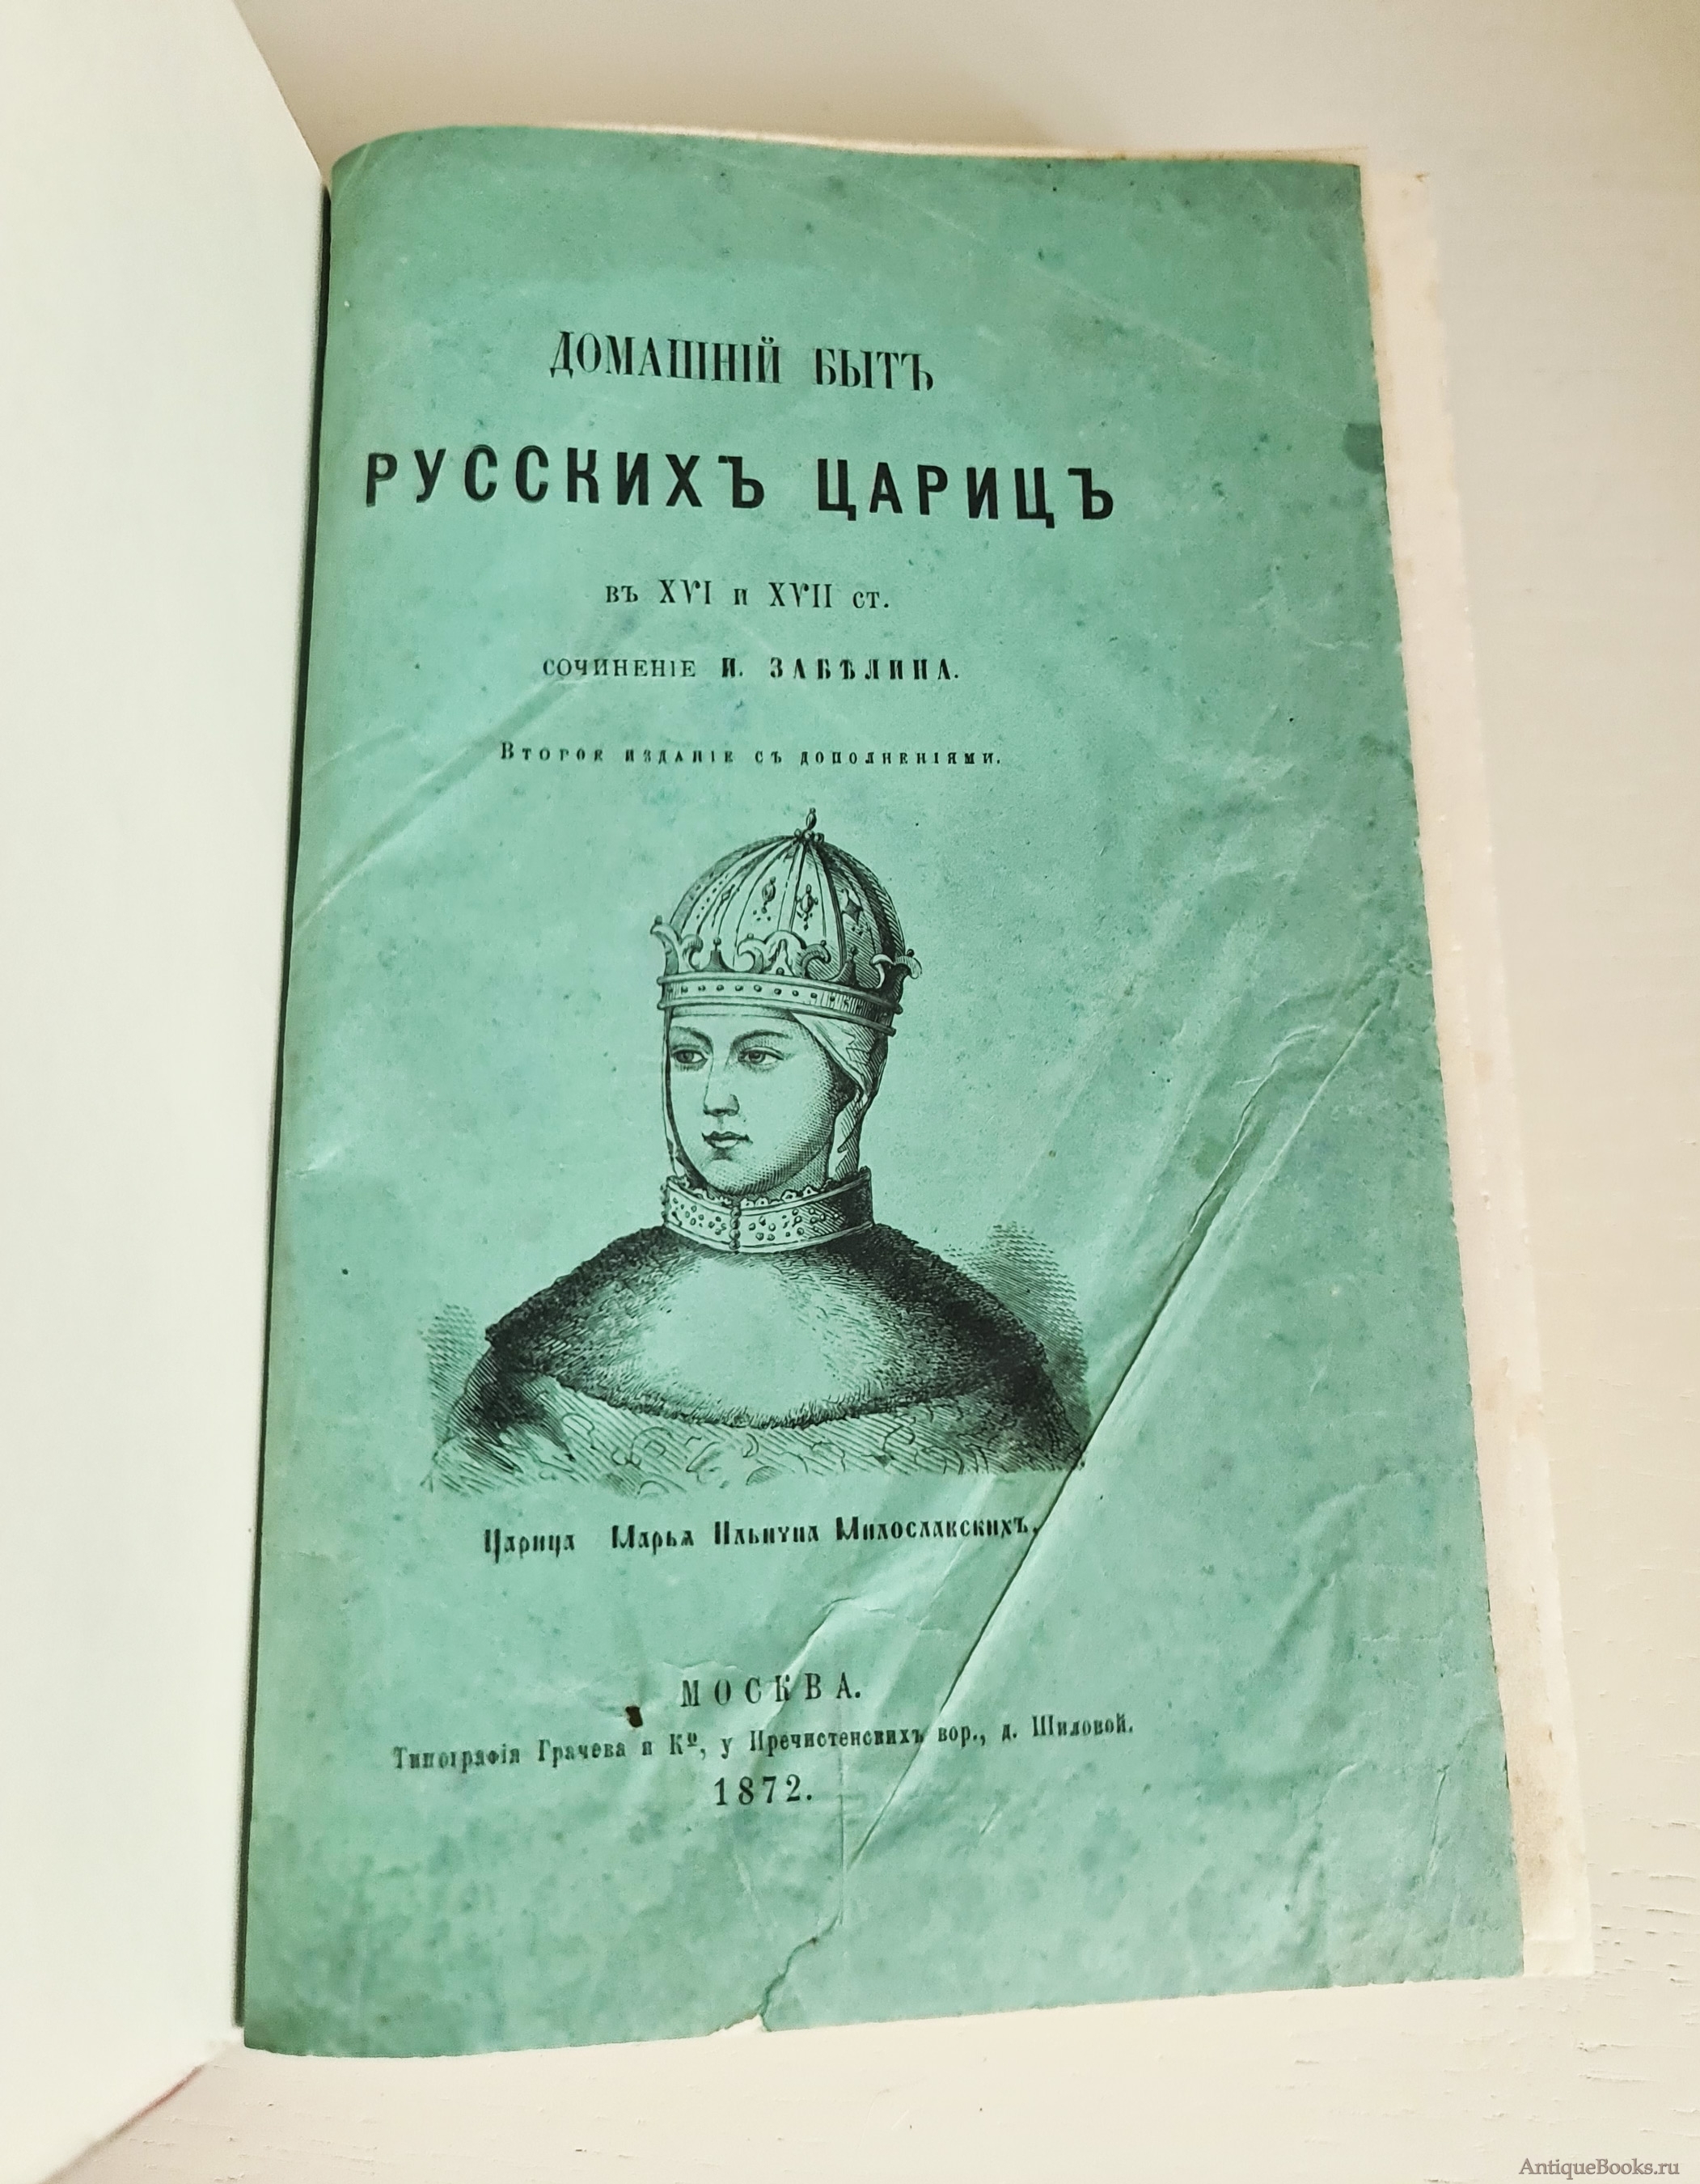 ДОМАШНІЙ БЫТЪ
РУССКИХЪ ЦАРИЦЪ
въ XVI и XVII ст.
СОЧИНЕНІЕ И. ЗАБѢЛИНА.
Второе изданіе съ дополненіями.
Царица Марья Ильична Милославскихъ.
МОСКВА.
Типографія Грачева и Ко, у Пречистенскихъ вор., д. Шиловой.
1872.
AntiqueBooks.ru